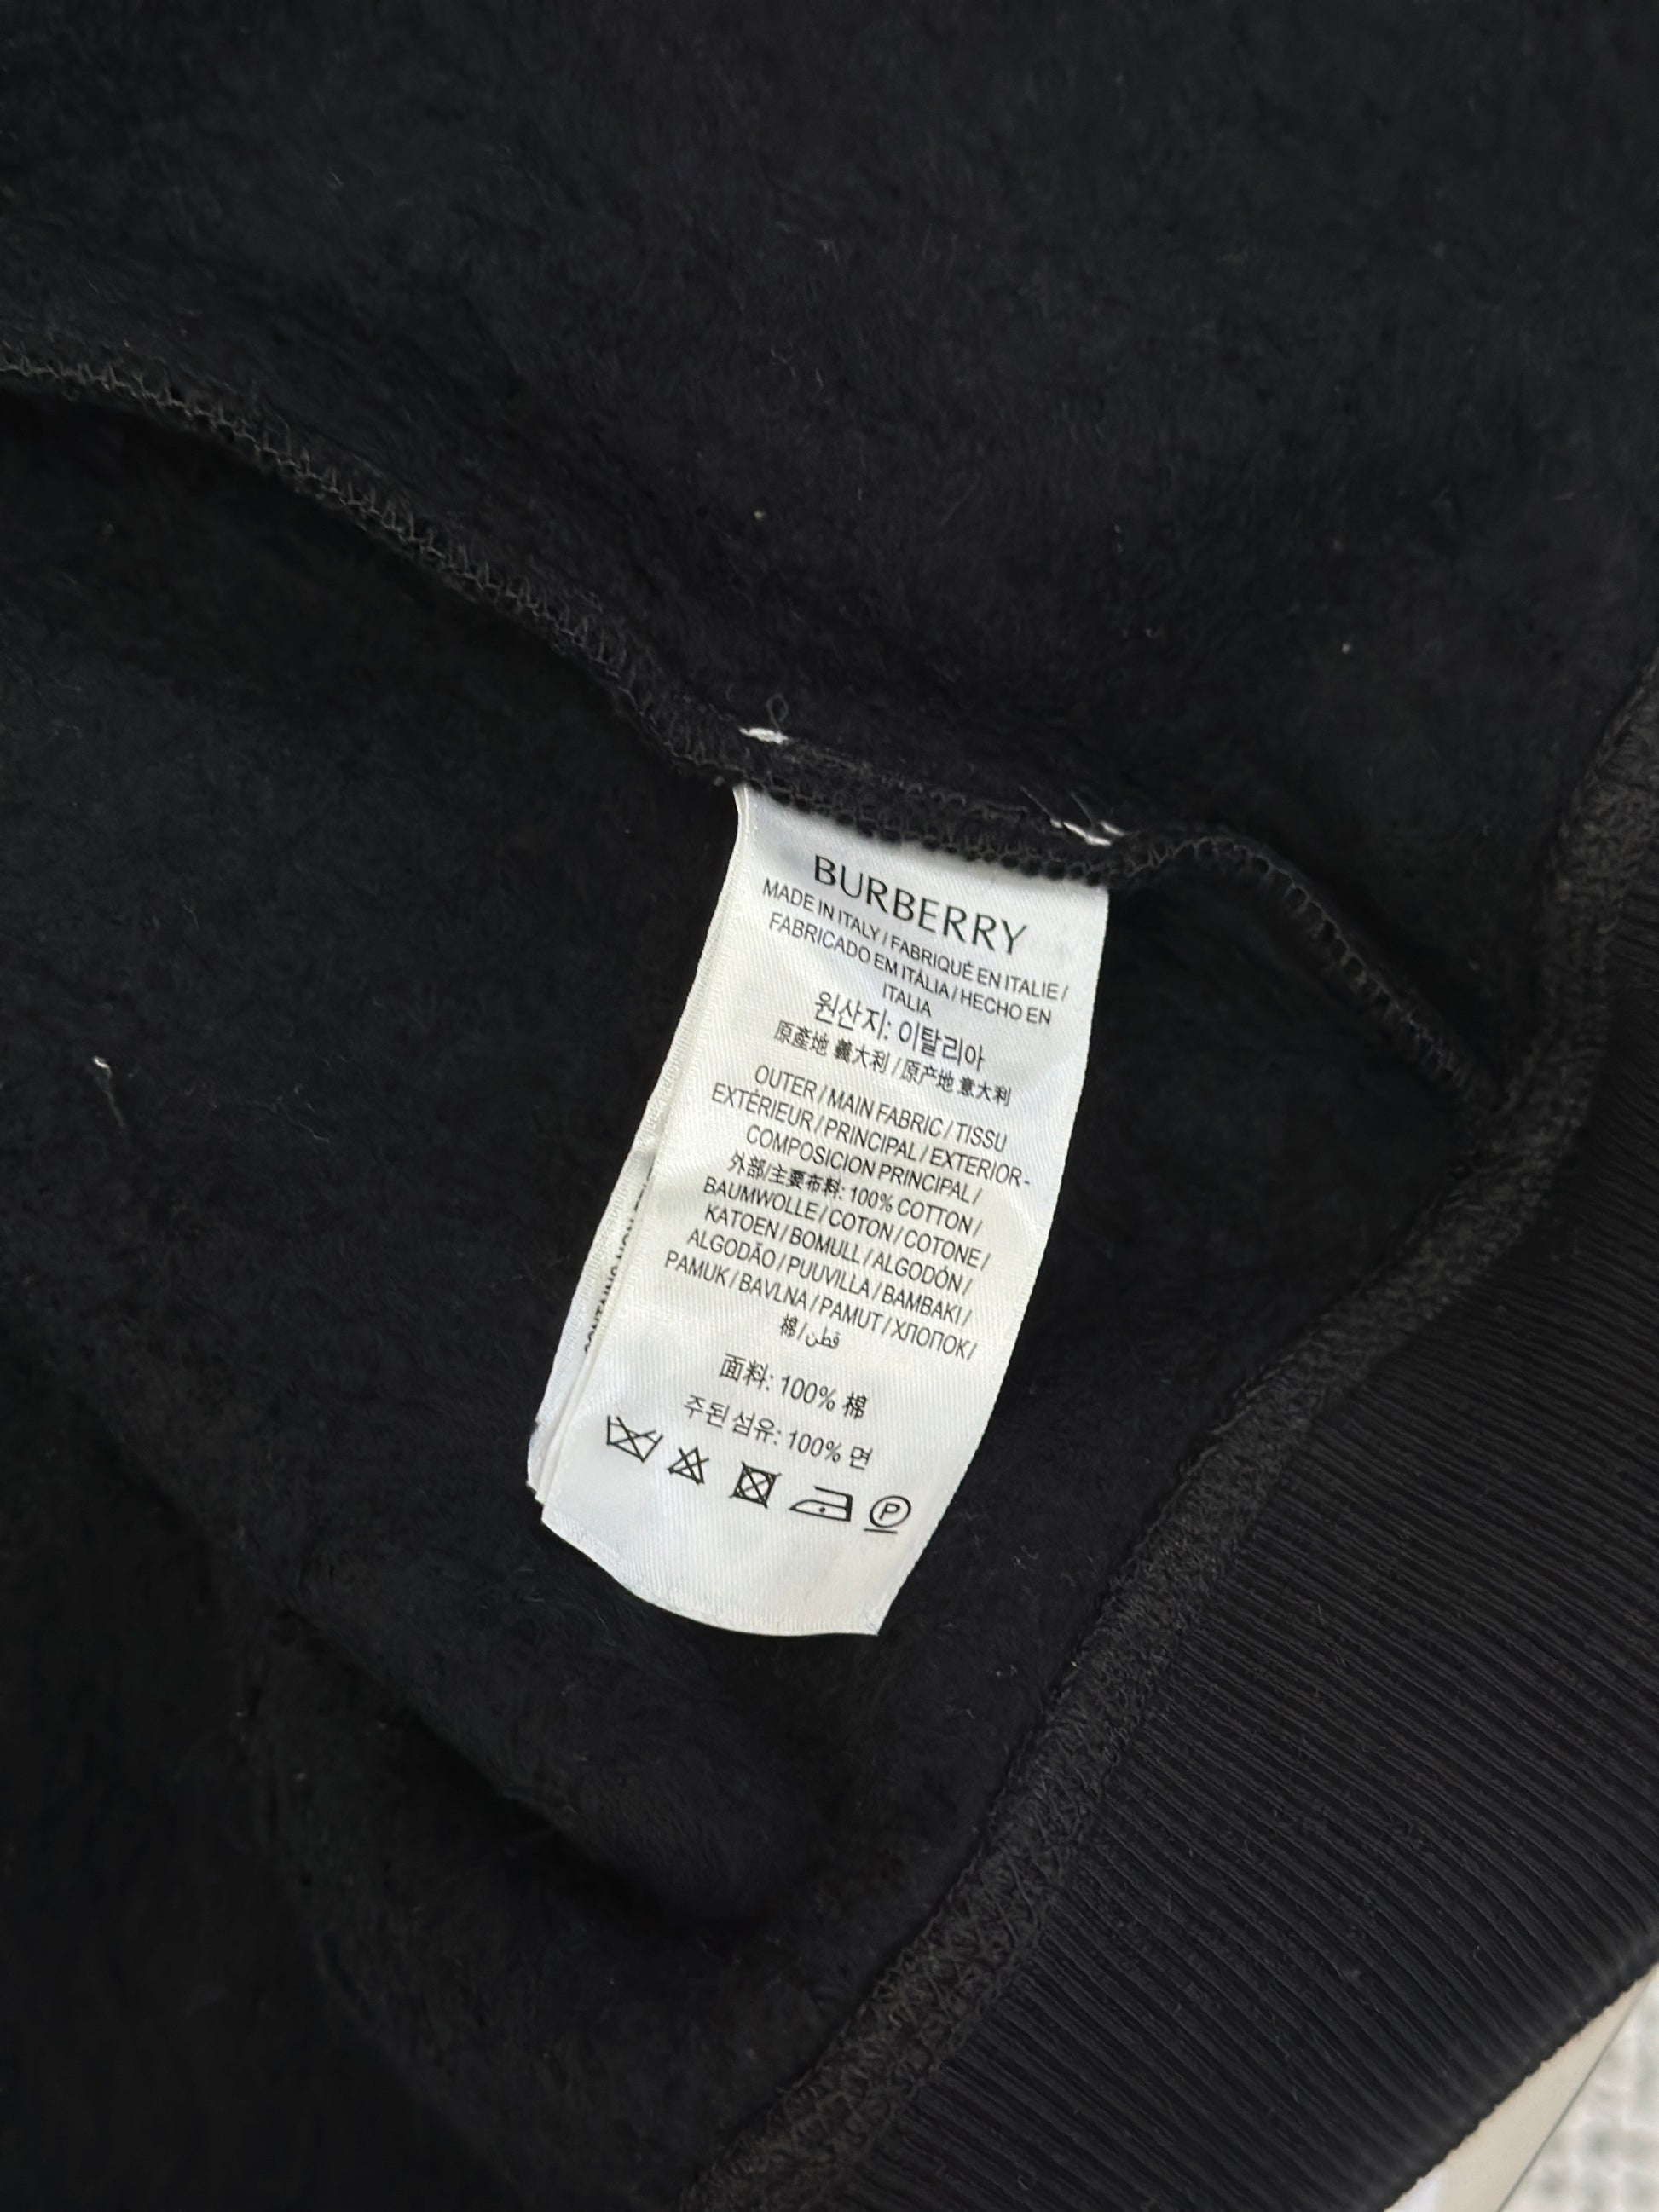 BURBERRY
MADE IN ITALY / FABRIQUÉ EN ITALIE /
FABRICADO EM ITÁLIA / HECHO EN
ITALIA
원산지: 이탈리아
原產地 義大利 / 原产地 意大利
OUTER / MAIN FABRIC / TISSU
EXTÉRIEUR / PRINCIPAL / EXTERIOR-
COMPOSICION PRINCIPAL /
外部/主要布料: 100% COTTON /
BAUMWOLLE / COTON / COTONE /
KATOEN / BOMULL / ALGODÓN /
ALGODÃO / PUUVILLA / BAMBAKI /
PAMUK / BAVLNA / PAMUT / ХЛОПОК /
棉 / قطن
面料: 100% 棉
주된 섬유: 100% 면
P
CONTAINS NON